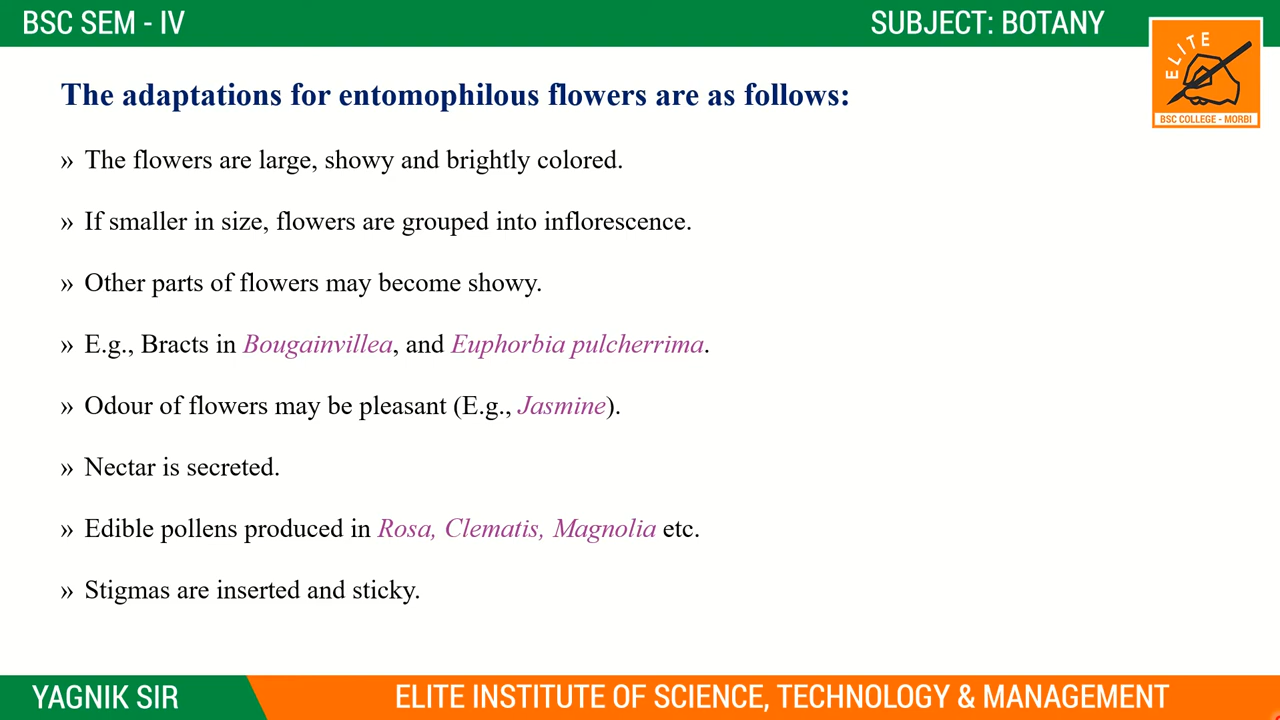 BSC SEM - IV
SUBJECT: BOTANY
ELITE
BSC COLLEGE - MORBI
The adaptations for entomophilous flowers are as follows:
» The flowers are large, showy and brightly colored.
» If smaller in size, flowers are grouped into inflorescence.
» Other parts of flowers may become showy.
» E.g., Bracts in Bougainvillea, and Euphorbia pulcherrima.
» Odour of flowers may be pleasant (E.g., Jasmine).
» Nectar is secreted.
» Edible pollens produced in Rosa, Clematis, Magnolia etc.
» Stigmas are inserted and sticky.
YAGNIK SIR
ELITE INSTITUTE OF SCIENCE, TECHNOLOGY & MANAGEMENT